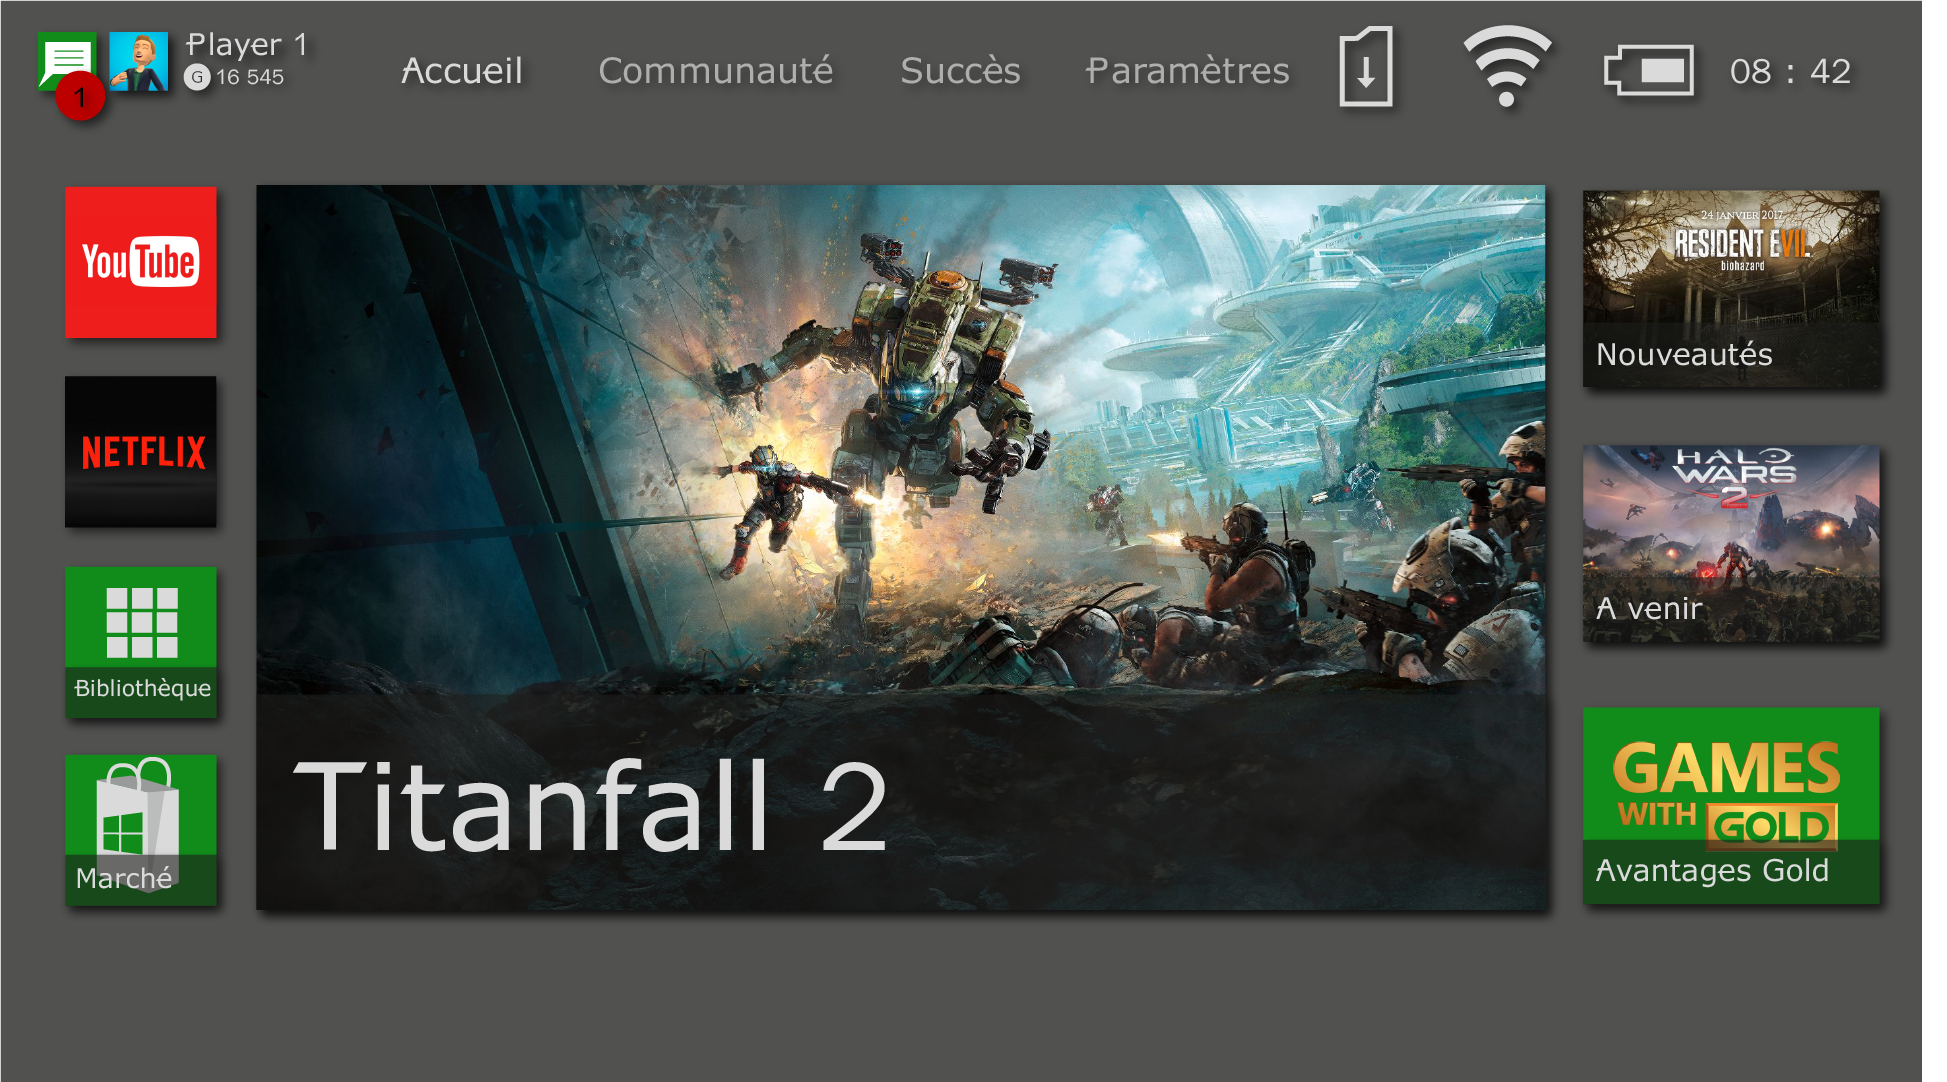 1
Player 1
G 16 545
Accueil
Communauté
Succès
Paramètres
08 : 42
YouTube
NETFLIX
Bibliothèque
Marché
Titanfall 2
24 JANVIER 2017
RESIDENT EVII.
biohazard
Nouveautés
HALO
WARS
2
A venir
GAMES
WITH GOLD
Avantages Gold